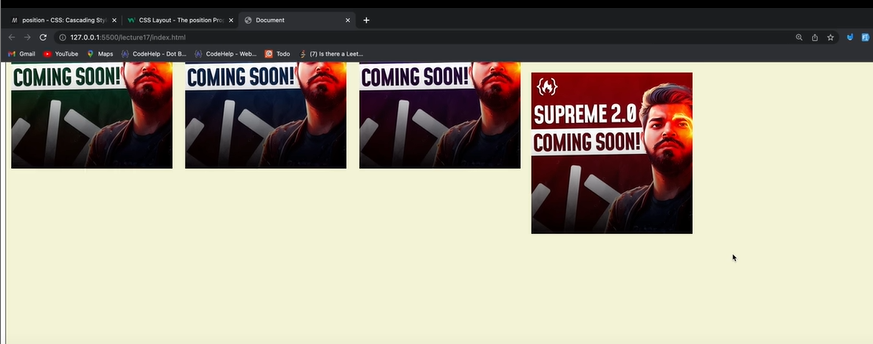 position - CSS: Cascading Sty
CSS Layout - The position Pro
Document
127.0.0.1:5500/lecture17/index.html
Gmail
YouTube
Maps
CodeHelp - Dot B...
CodeHelp - Web...
Todo
(7) Is there a Leet...
COMING SOON!
COMING SOON!
COMING SOON!
SUPREME 2.0
COMING SOON!